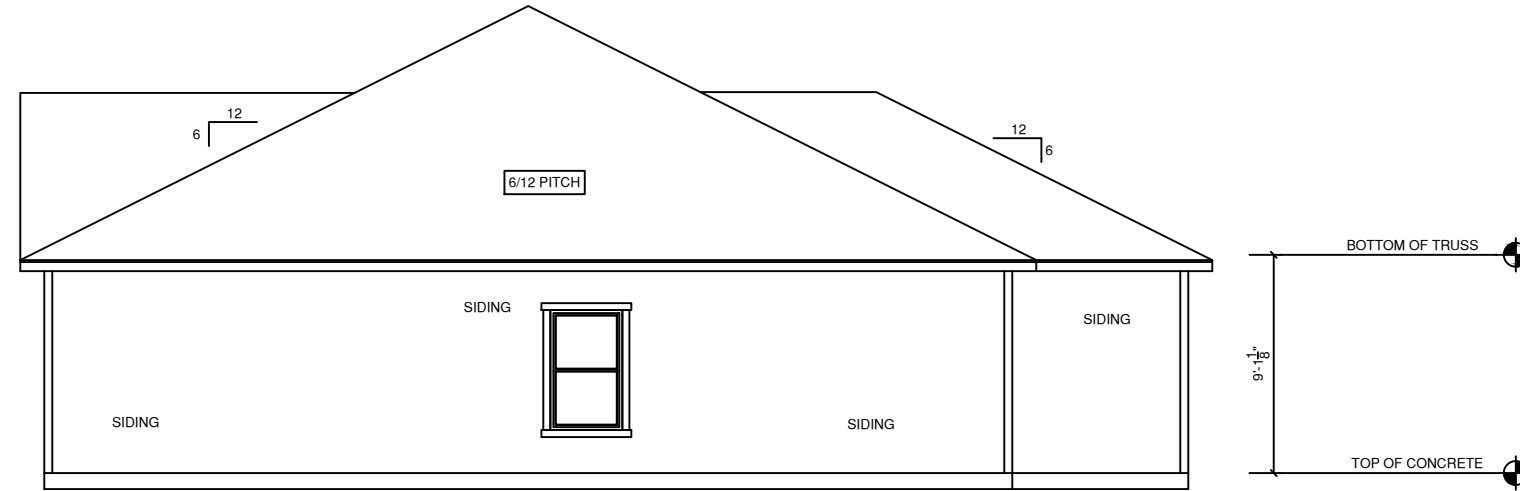 12
6
12
6
6/12 PITCH
BOTTOM OF TRUSS
SIDING
SIDING
9'-1 1/8"
SIDING
SIDING
TOP OF CONCRETE